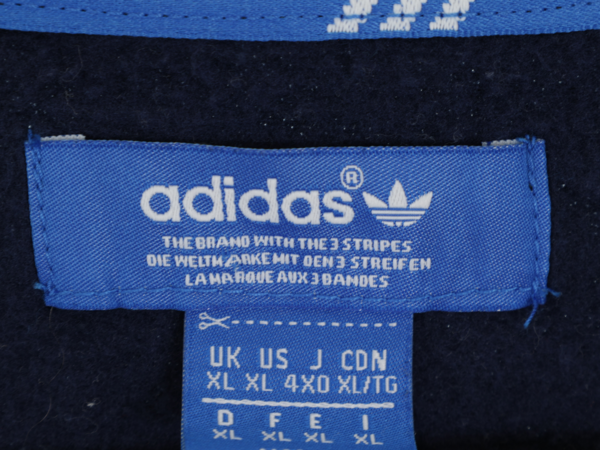 adidas®
THE BRAND WITH THE 3 STRIPES
DIE WELTMARKE MIT DEN 3 STREIFEN
LA MARQUE AUX 3 BANDES
UK US J CDN
XL XL 4XO XL/TG
D F E I
XL XL XL XL